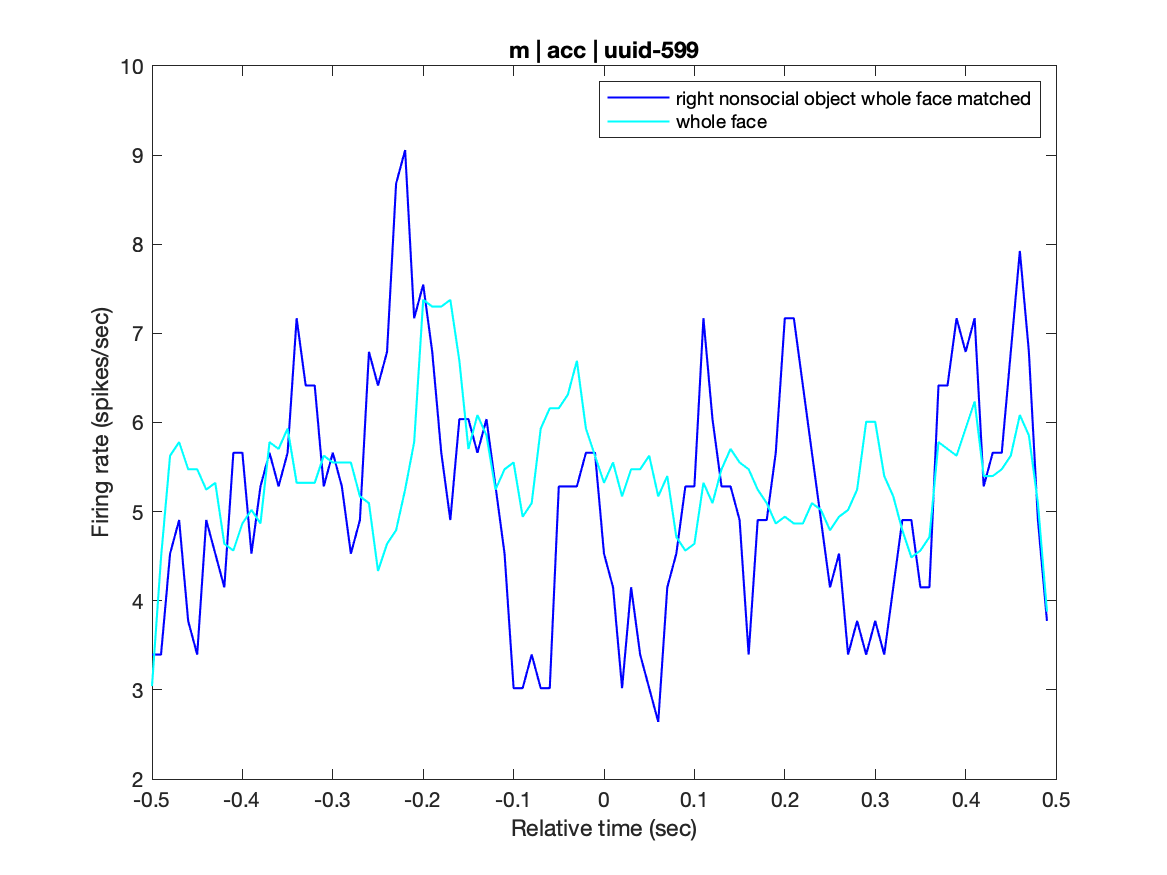 m | acc | uuid-599
10
9
8
7
6
5
4
3
2
Firing rate (spikes/sec)
right nonsocial object whole face matched
whole face
-0.5 -0.4 -0.3 -0.2 -0.1 0 0.1 0.2 0.3 0.4 0.5
Relative time (sec)